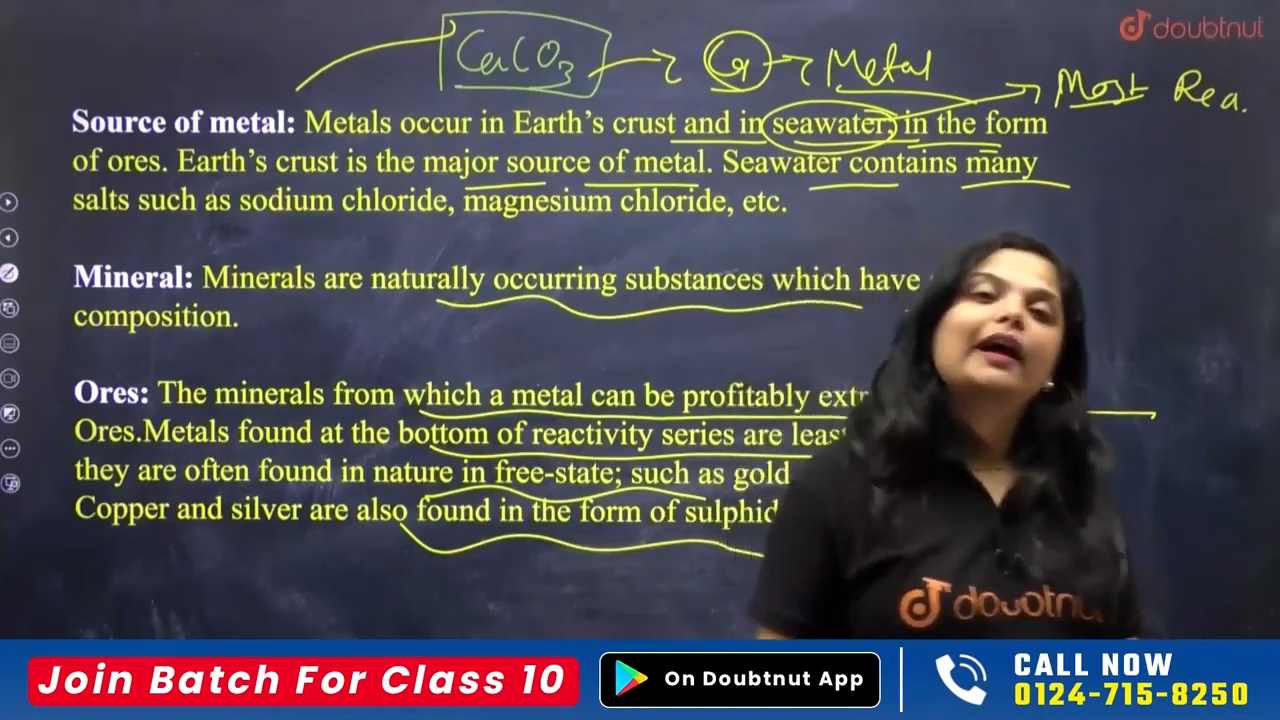 doubtnut
CaCO3 → Ca → Metal
Most Rea.
Source of metal: Metals occur in Earth's crust and in seawater, in the form
of ores. Earth's crust is the major source of metal. Seawater contains many
salts such as sodium chloride, magnesium chloride, etc.
Mineral: Minerals are naturally occurring substances which have
composition.
Ores: The minerals from which a metal can be profitably extr
Ores.Metals found at the bottom of reactivity series are leas
they are often found in nature in free-state; such as gold
Copper and silver are also found in the form of sulphid
doubtnut
Join Batch For Class 10
On Doubtnut App
CALL NOW
0124-715-8250